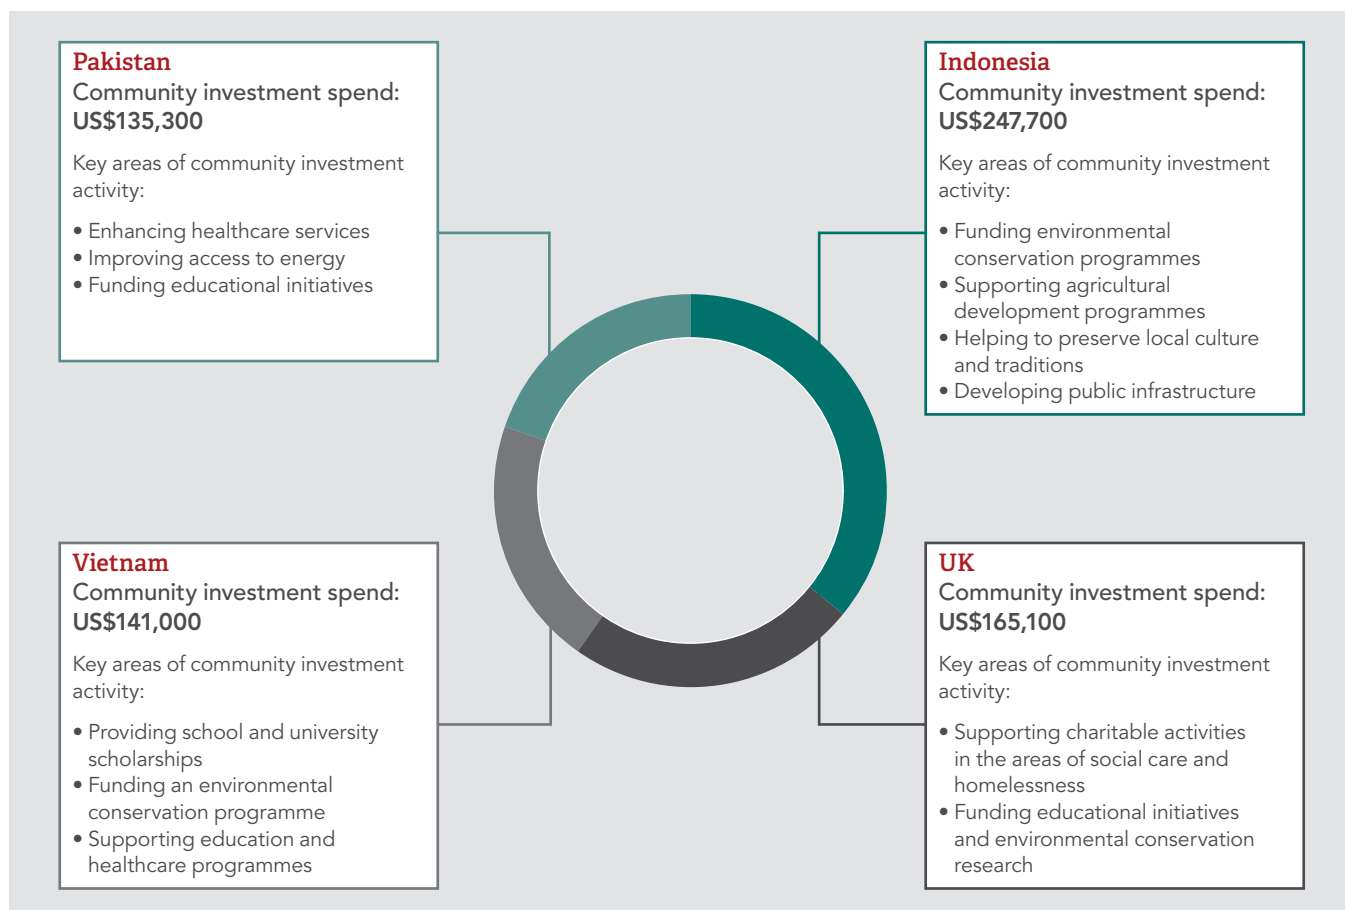 Pakistan
Community investment spend:
US$135,300
Key areas of community investment
activity:
• Enhancing healthcare services
• Improving access to energy
• Funding educational initiatives
Indonesia
Community investment spend:
US$247,700
Key areas of community investment
activity:
• Funding environmental
conservation programmes
• Supporting agricultural
development programmes
• Helping to preserve local culture
and traditions
• Developing public infrastructure
Vietnam
Community investment spend:
US$141,000
Key areas of community investment
activity:
• Providing school and university
scholarships
• Funding an environmental
conservation programme
• Supporting education and
healthcare programmes
UK
Community investment spend:
US$165,100
Key areas of community investment
activity:
• Supporting charitable activities
in the areas of social care and
homelessness
• Funding educational initiatives
and environmental conservation
research